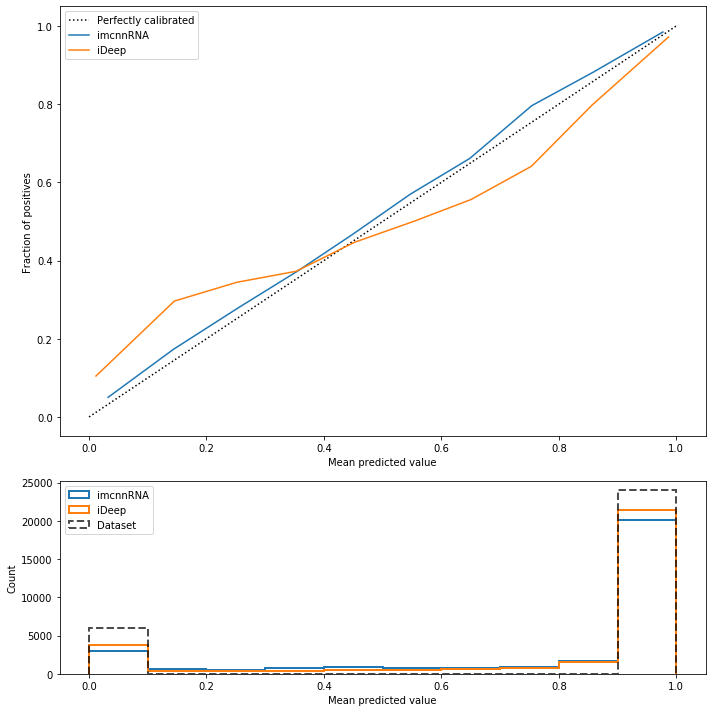 Perfectly calibrated
imcnnRNA
iDeep
1.0
0.8
0.6
0.4
0.2
0.0
Fraction of positives
0.0 0.2 0.4 0.6 0.8 1.0
Mean predicted value
imcnnRNA
iDeep
Dataset
25000
20000
15000
10000
5000
0
Count
0.0 0.2 0.4 0.6 0.8 1.0
Mean predicted value